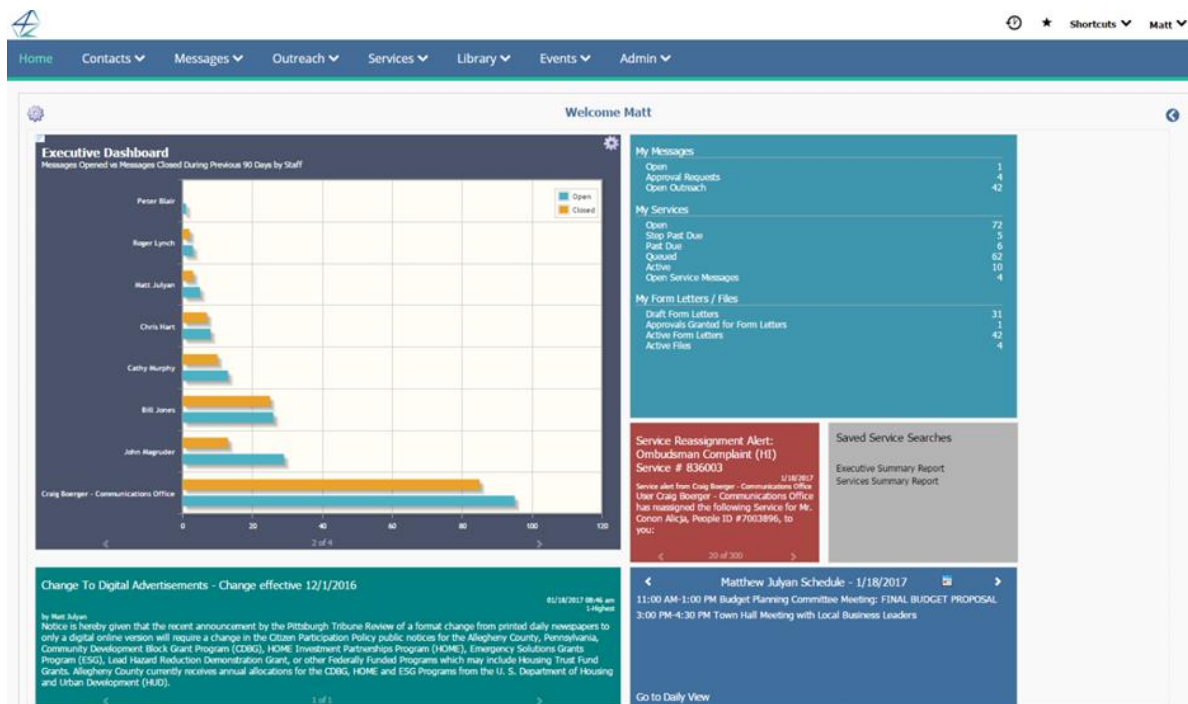 Shortcuts Matt
Home Contacts Messages Outreach Services Library Events Admin
Welcome Matt
Executive Dashboard
Messages Opened vs Messages Closed During Previous 90 Days by Staff
Open
Closed
Peter Blair
Roger Lynch
Matt Julyan
Chris Hart
Cathy Murphy
Bill Jones
John Magruder
Craig Boerger - Communications Office
0 20 40 60 80 100 120
< 2 of 4 >
My Messages
Open 1
Approval Requests 4
Open Outreach 42
My Services
Open 72
Step Past Due 5
Past Due 6
Queued 62
Active 10
Open Service Messages 4
My Form Letters / Files
Draft Form Letters 31
Approvals Granted for Form Letters 1
Active Form Letters 42
Active Files 4
Service Reassignment Alert:
Ombudsman Complaint (HI)
Service # 836003
1/18/2017
Service alert from Craig Boerger - Communications Office
User Craig Boerger - Communications Office
has reassigned the following Service for Mr.
Conon Alicja, People ID #7003896, to
you:
< 20 of 300 >
Saved Service Searches
Executive Summary Report
Services Summary Report
Change To Digital Advertisements - Change effective 12/1/2016
01/18/2017 08:46 am
1-Highest
by Matt Julyan
Notice is hereby given that the recent announcement by the Pittsburgh Tribune Review of a format change from printed daily newspapers to
only a digital online version will require a change in the Citizen Participation Policy public notices for the Allegheny County, Pennsylvania,
Community Development Block Grant Program (CDBG), HOME Investment Partnerships Program (HOME), Emergency Solutions Grants
Program (ESG), Lead Hazard Reduction Demonstration Grant, or other Federally Funded Programs which may include Housing Trust Fund
Grants. Allegheny County currently receives annual allocations for the CDBG, HOME and ESG Programs from the U. S. Department of Housing
and Urban Development (HUD).
< 1 of 1 >
Matthew Julyan Schedule - 1/18/2017
11:00 AM-1:00 PM Budget Planning Committee Meeting: FINAL BUDGET PROPOSAL
3:00 PM-4:30 PM Town Hall Meeting with Local Business Leaders
Go to Daily View